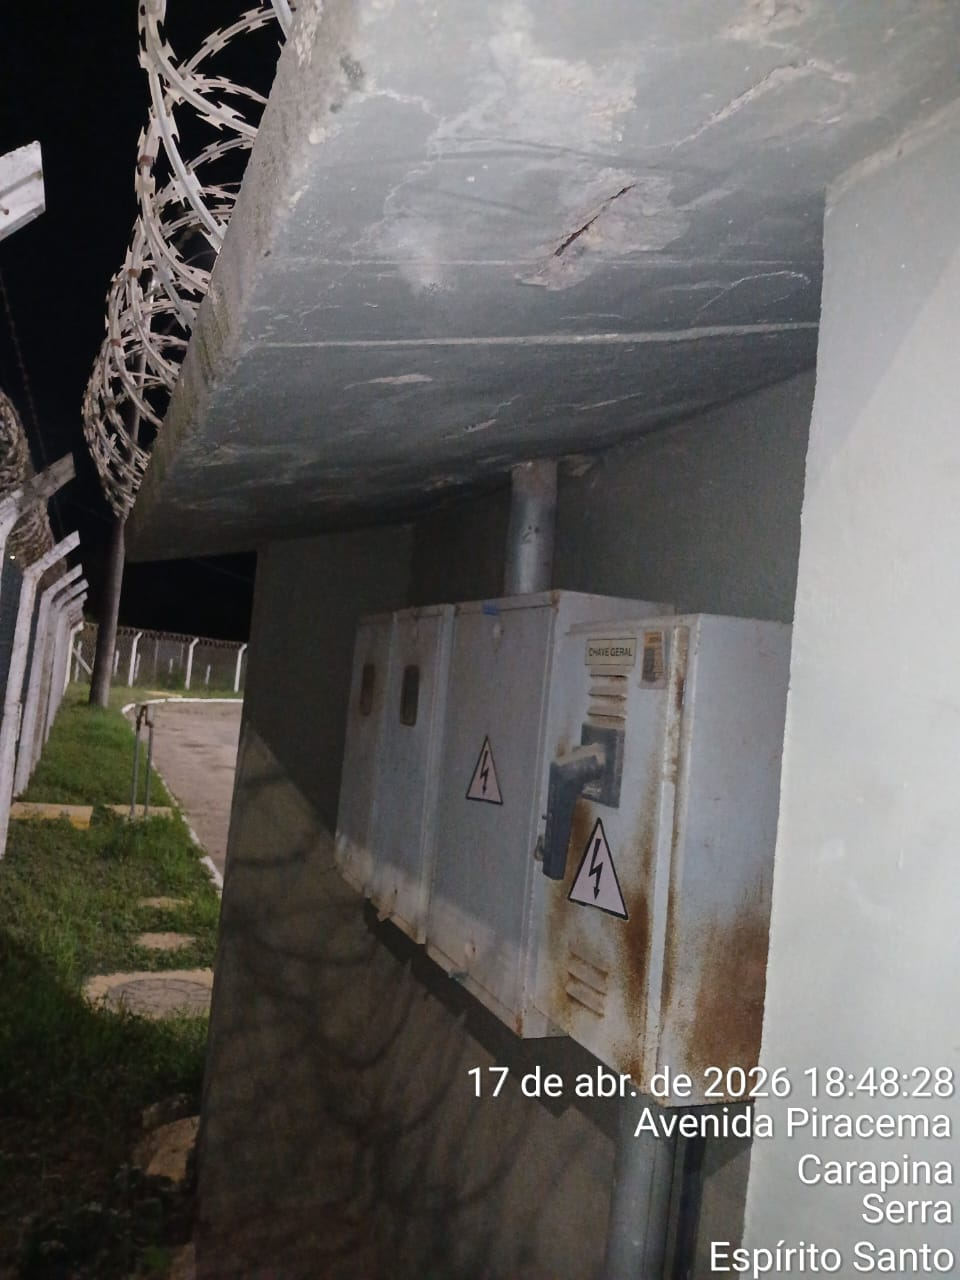 CHAVE GERAL
17 de abr. de 2026 18:48:28
Avenida Piracema
Carapina
Serra
Espírito Santo